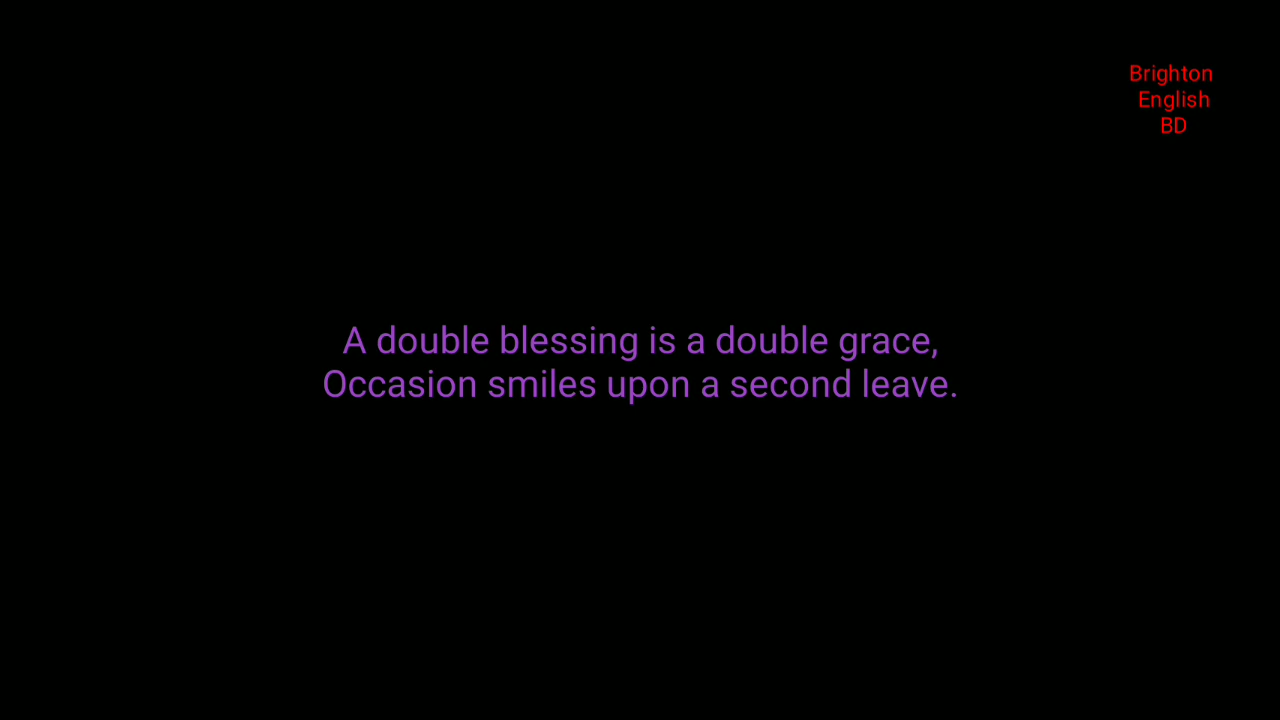 Brighton
English
BD
A double blessing is a double grace,
Occasion smiles upon a second leave.